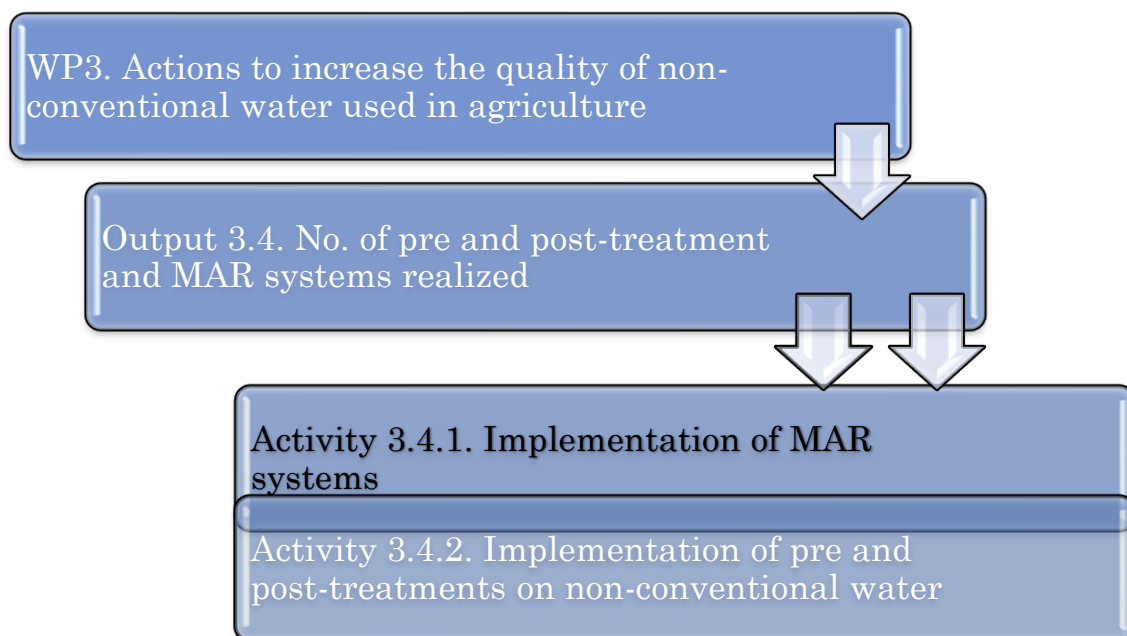 WP3. Actions to increase the quality of non-
conventional water used in agriculture
Output 3.4. No. of pre and post-treatment
and MAR systems realized
Activity 3.4.1. Implementation of MAR
systems
Activity 3.4.2. Implementation of pre and
post-treatments on non-conventional water